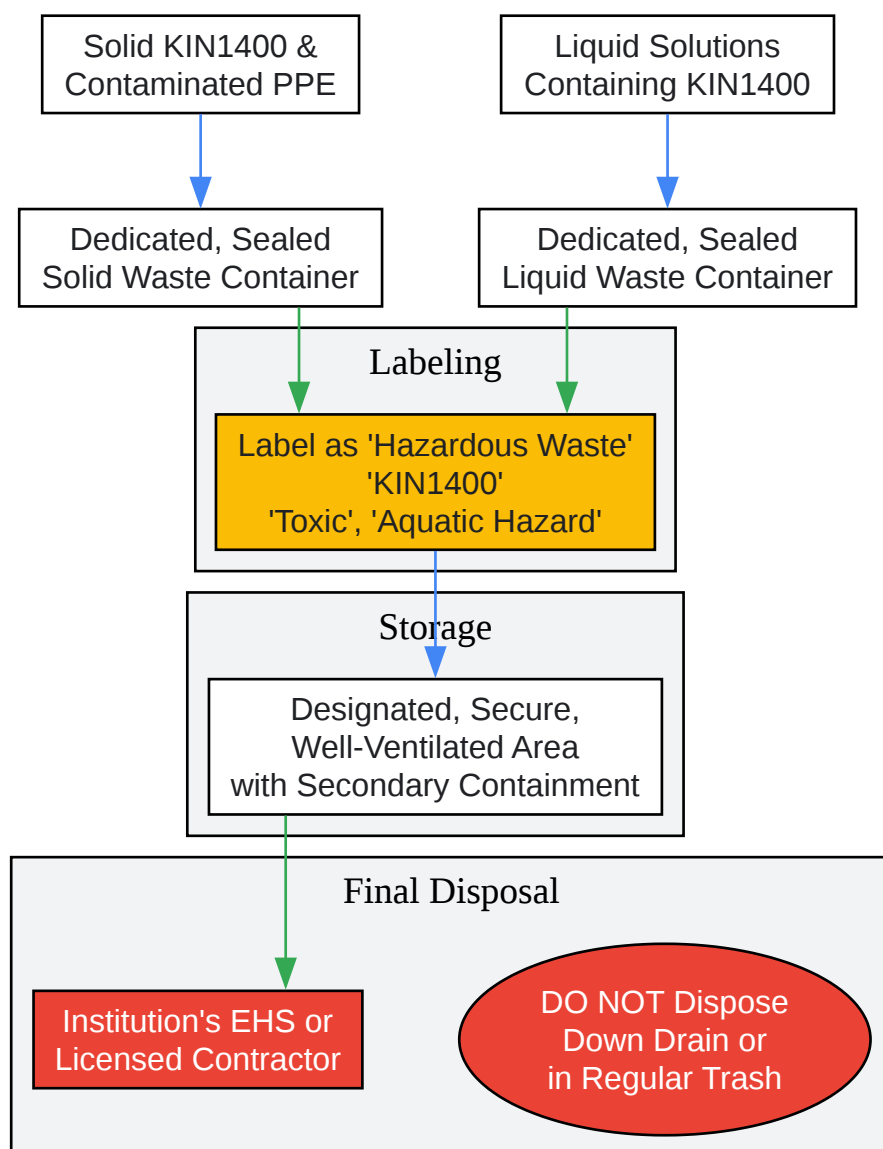 Solid KIN1400 &
Contaminated PPE
Liquid Solutions
Containing KIN1400
Dedicated, Sealed
Solid Waste Container
Dedicated, Sealed
Liquid Waste Container
Labeling
Label as 'Hazardous Waste'
'KIN1400'
'Toxic', 'Aquatic Hazard'
Storage
Designated, Secure,
Well-Ventilated Area
with Secondary Containment
Final Disposal
Institution's EHS or
Licensed Contractor
DO NOT Dispose
Down Drain or
in Regular Trash